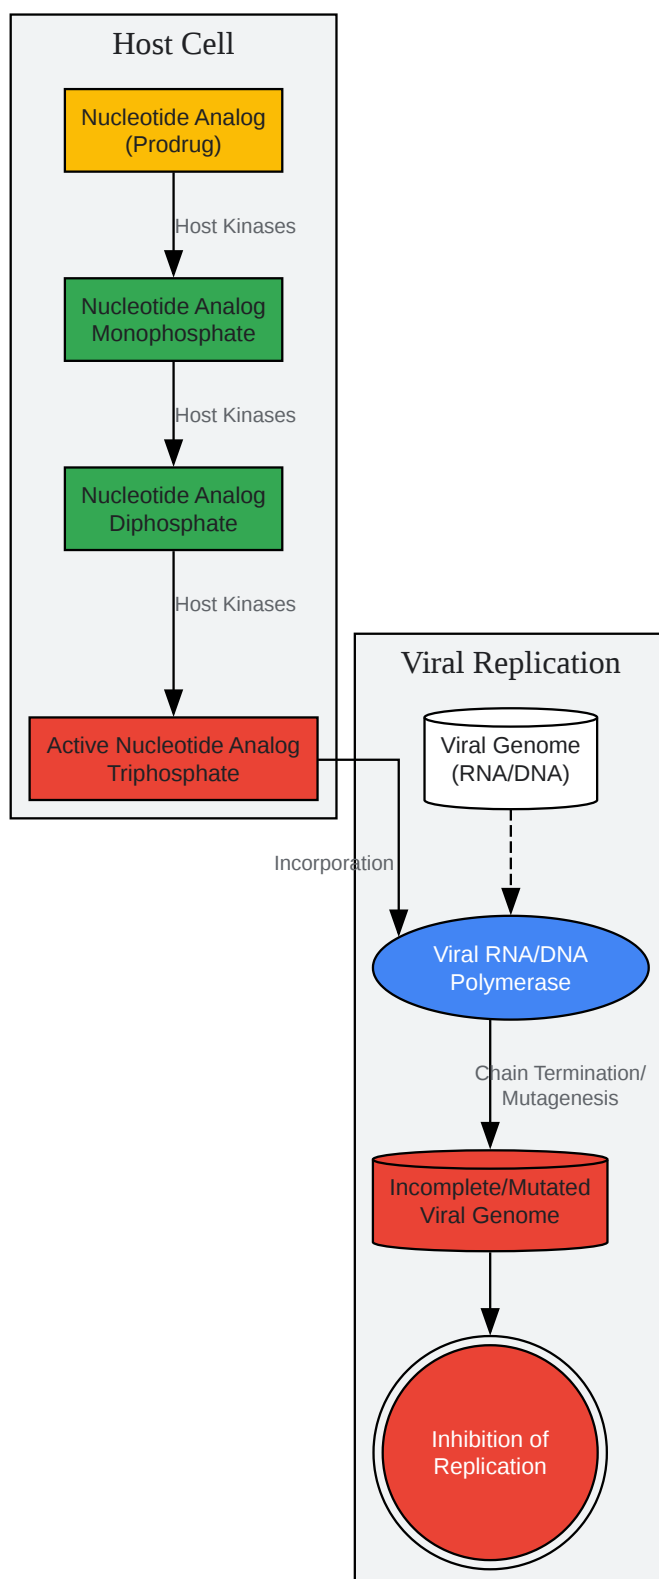 Host Cell
Nucleotide Analog
(Prodrug)
Host Kinases
Nucleotide Analog
Monophosphate
Host Kinases
Nucleotide Analog
Diphosphate
Host Kinases
Active Nucleotide Analog
Triphosphate
Incorporation
Viral Replication
Viral Genome
(RNA/DNA)
Viral RNA/DNA
Polymerase
Chain Termination/
Mutagenesis
Incomplete/Mutated
Viral Genome
Inhibition of
Replication